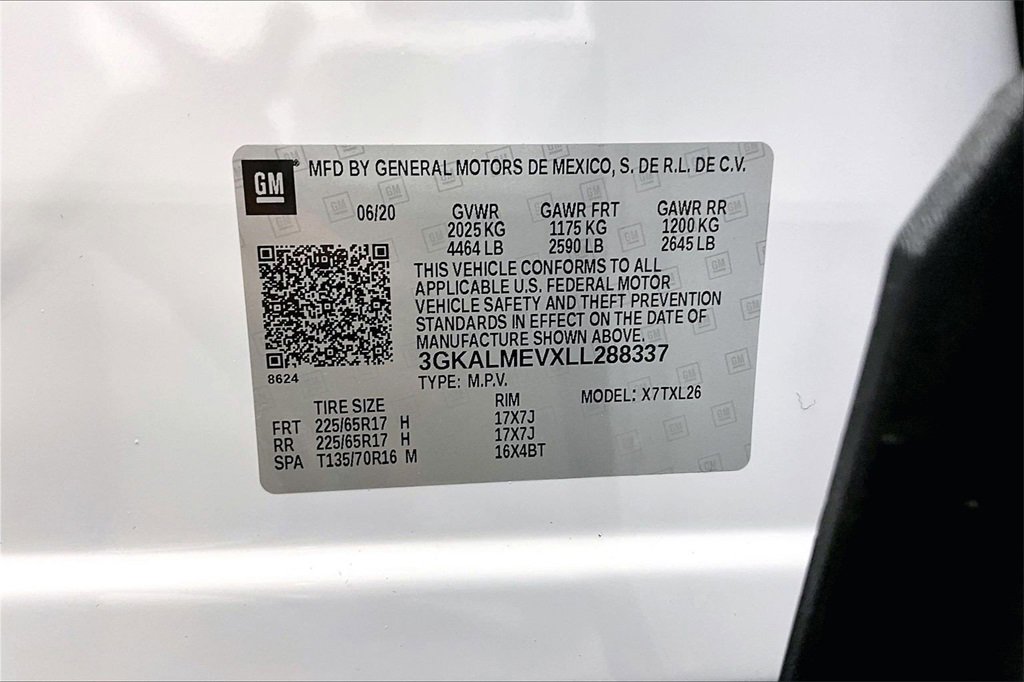 GM
MFD BY GENERAL MOTORS DE MEXICO, S. DE R.L. DE C.V.
06/20 GVWR GAWR FRT GAWR RR
2025 KG 1175 KG 1200 KG
4464 LB 2590 LB 2645 LB
THIS VEHICLE CONFORMS TO ALL
APPLICABLE U.S. FEDERAL MOTOR
VEHICLE SAFETY AND THEFT PREVENTION
STANDARDS IN EFFECT ON THE DATE OF
MANUFACTURE SHOWN ABOVE.
3GKALMEVXLL288337
8624
TYPE: M.P.V. MODEL: X7TXL26
TIRE SIZE RIM
FRT 225/65R17 H 17X7J
RR 225/65R17 H 17X7J
SPA T135/70R16 M 16X4BT